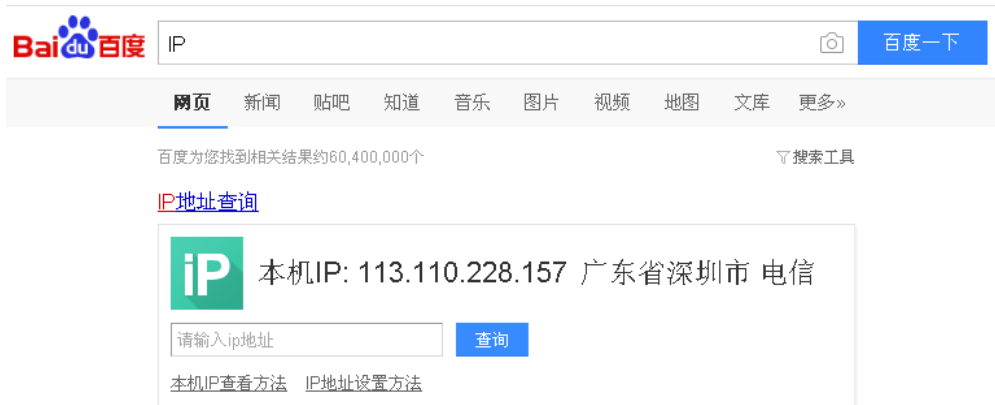 Bai du 百度 IP 百度一下
网页 新闻 贴吧 知道 音乐 图片 视频 地图 文库 更多»
百度为您找到相关结果约60,400,000个 搜索工具
IP地址查询
iP 本机IP: 113.110.228.157 广东省深圳市 电信
请输入ip地址 查询
本机IP查看方法 IP地址设置方法